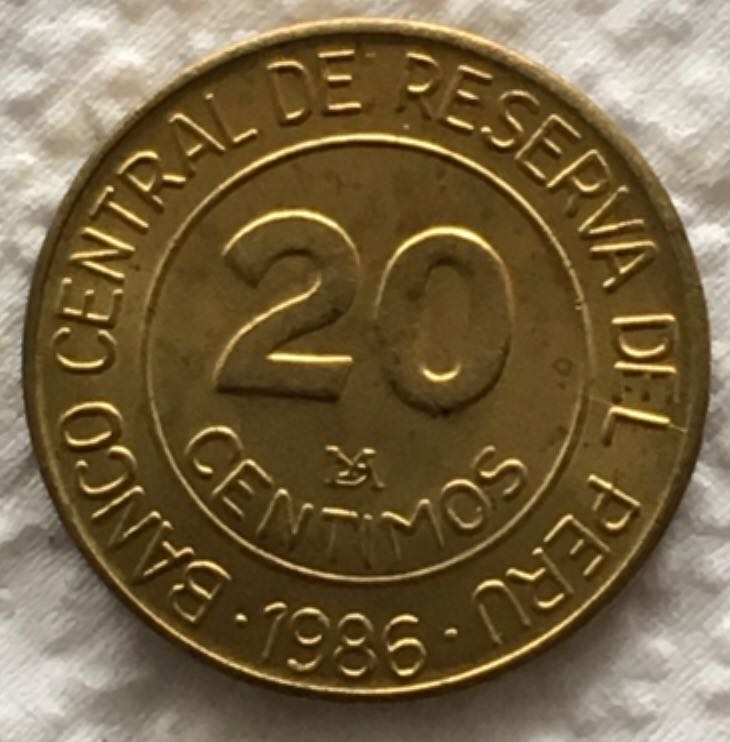 BANCO CENTRAL DE RESERVA DEL PERU
20
CENTIMOS
· 1986 ·